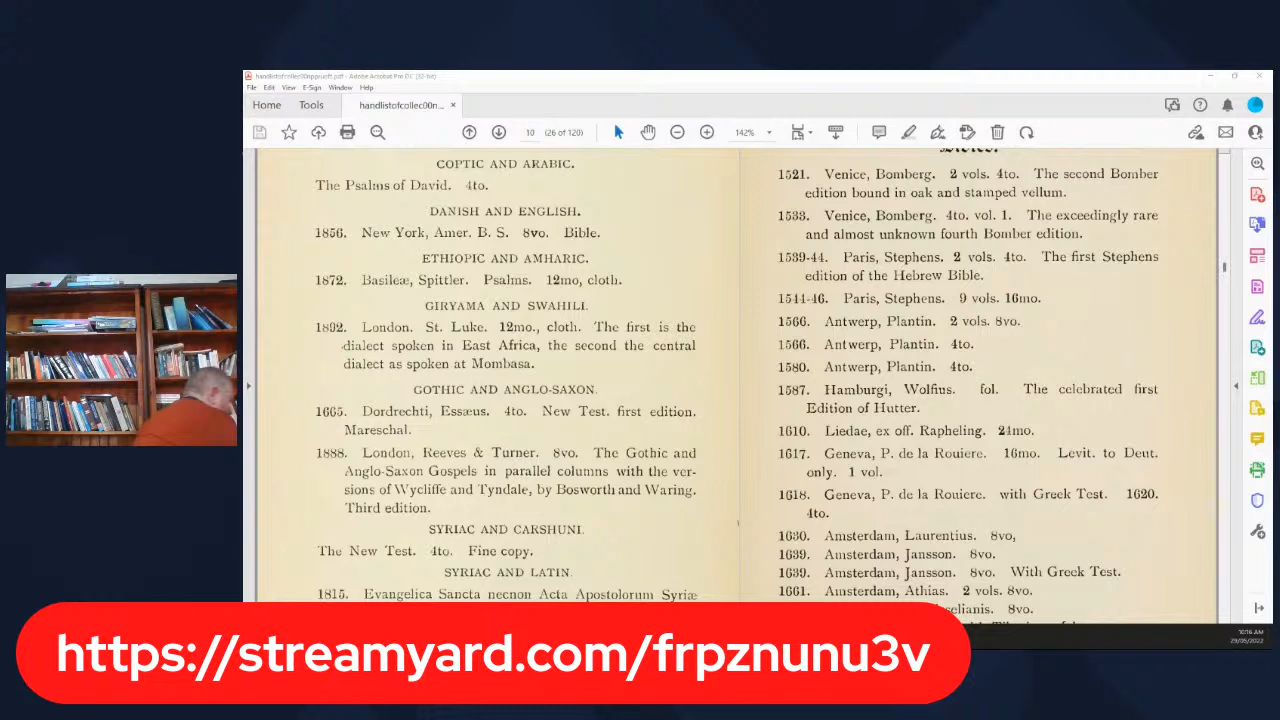 handlistofcollec00nppruoft.pdf - Adobe Acrobat Pro DC (32-bit)
File Edit View E-Sign Window Help
Home Tools handlistofcollec00n... ×
10 (26 of 120) 142%
COPTIC AND ARABIC.
The Psalms of David. 4to.
DANISH AND ENGLISH.
1856. New York, Amer. B. S. 8vo. Bible.
ETHIOPIC AND AMHARIC.
1872. Basileæ, Spittler. Psalms. 12mo, cloth.
GIRYAMA AND SWAHILI.
1892. London. St. Luke. 12mo., cloth. The first is the
dialect spoken in East Africa, the second the central
dialect as spoken at Mombasa.
GOTHIC AND ANGLO-SAXON.
1665. Dordrechti, Essæus. 4to. New Test. first edition.
Mareschal.
1888. London, Reeves & Turner. 8vo. The Gothic and
Anglo-Saxon Gospels in parallel columns with the ver-
sions of Wycliffe and Tyndale, by Bosworth and Waring.
Third edition.
SYRIAC AND CARSHUNI.
The New Test. 4to. Fine copy.
SYRIAC AND LATIN.
1815. Evangelica Sancta necnon Acta Apostolorum Syriæ
1521. Venice, Bomberg. 2 vols. 4to. The second Bomber
edition bound in oak and stamped vellum.
1533. Venice, Bomberg. 4to. vol. 1. The exceedingly rare
and almost unknown fourth Bomber edition.
1539-44. Paris, Stephens. 2 vols. 4to. The first Stephens
edition of the Hebrew Bible.
1544-46. Paris, Stephens. 9 vols. 16mo.
1566. Antwerp, Plantin. 2 vols. 8vo.
1566. Antwerp, Plantin. 4to.
1580. Antwerp, Plantin. 4to.
1587. Hamburgi, Wolfius. fol. The celebrated first
Edition of Hutter.
1610. Liedae, ex off. Rapheling. 24mo.
1617. Geneva, P. de la Rouiere. 16mo. Levit. to Deut.
only. 1 vol.
1618. Geneva, P. de la Rouiere. with Greek Test. 1620.
4to.
1630. Amsterdam, Laurentius. 8vo,
1639. Amsterdam, Jansson. 8vo.
1639. Amsterdam, Jansson. 8vo. With Greek Test.
1661. Amsterdam, Athias. 2 vols. 8vo.
8vo.
10:16 AM
29/05/2022
https://streamyard.com/frpznunu3v